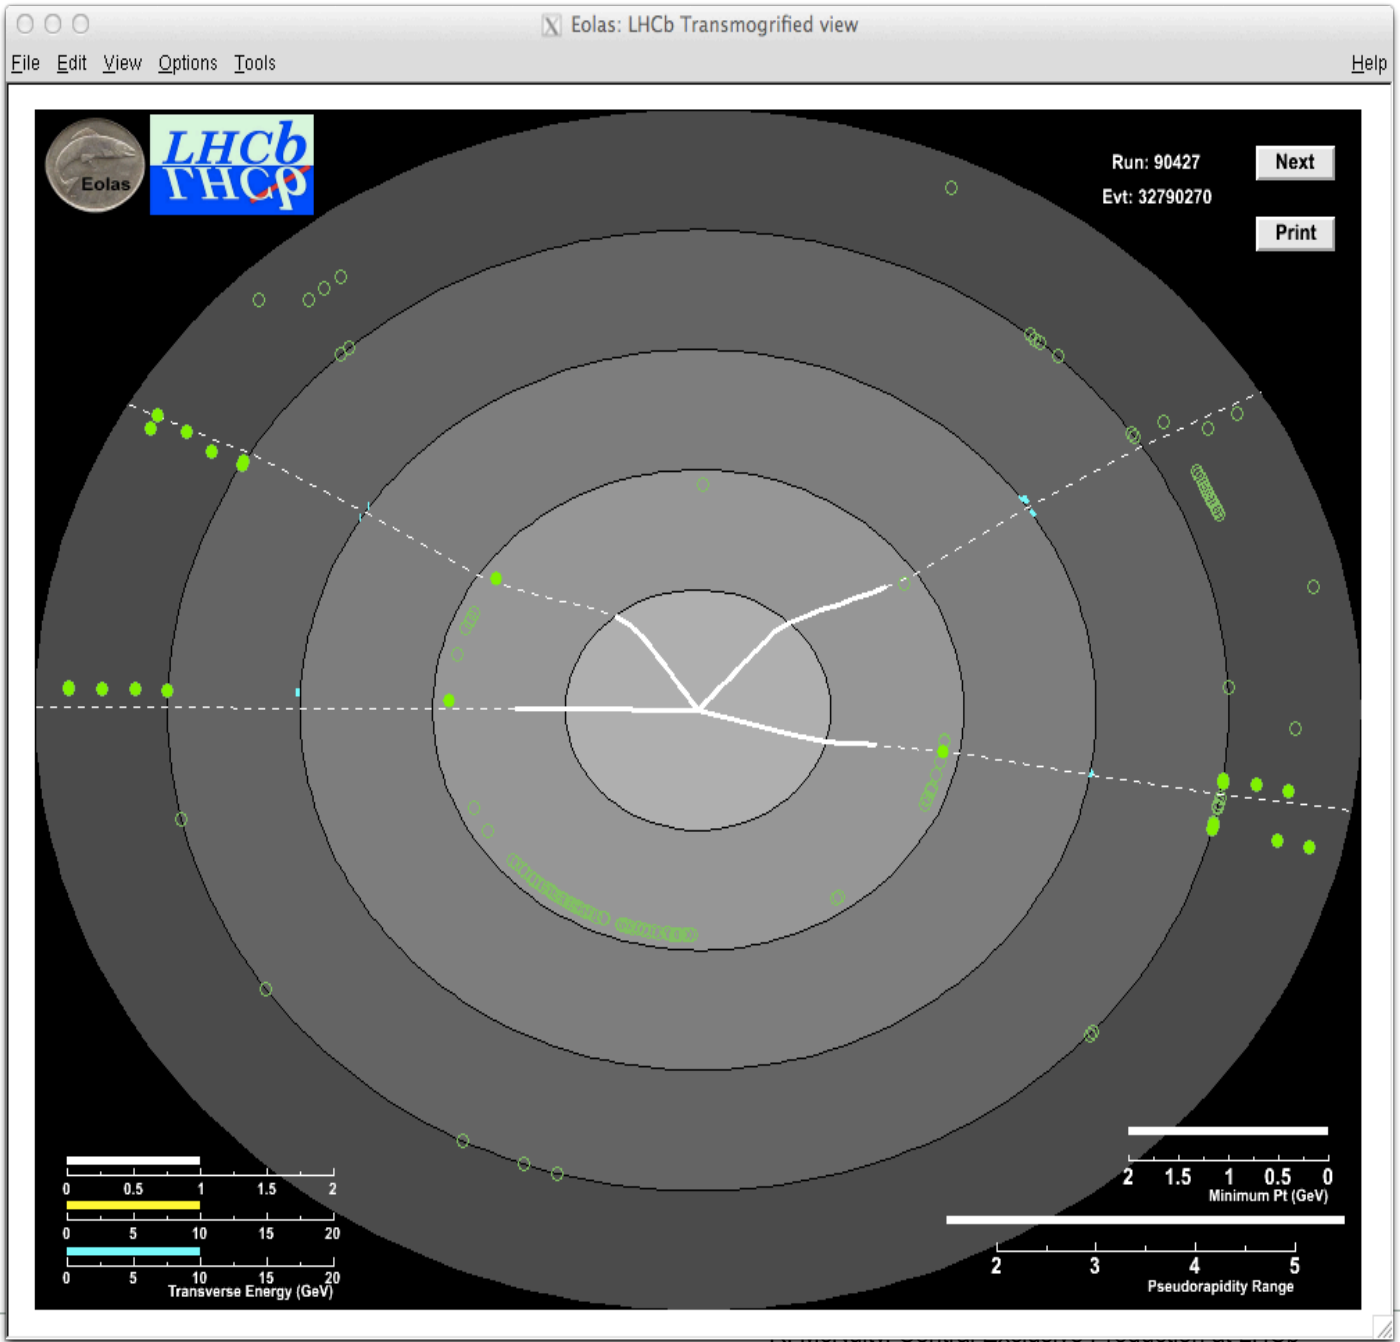 Eolas: LHCb Transmogrified view
File Edit View Options Tools Help
Eolas
LHCb
LHCb
Run: 90427
Evt: 32790270
Next
Print
0 0.5 1 1.5 2
0 5 10 15 20
0 5 10 15 20
Transverse Energy (GeV)
2 1.5 1 0.5 0
Minimum Pt (GeV)
2 3 4 5
Pseudorapidity Range